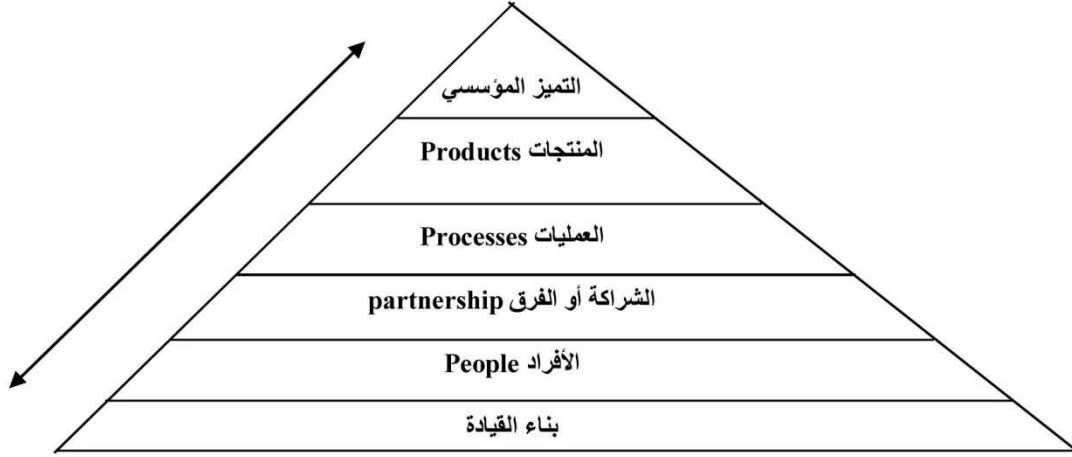 التميز المؤسسي
المنتجات Products
العمليات Processes
الشراكة أو الفرق partnership
الأفراد People
بناء القيادة